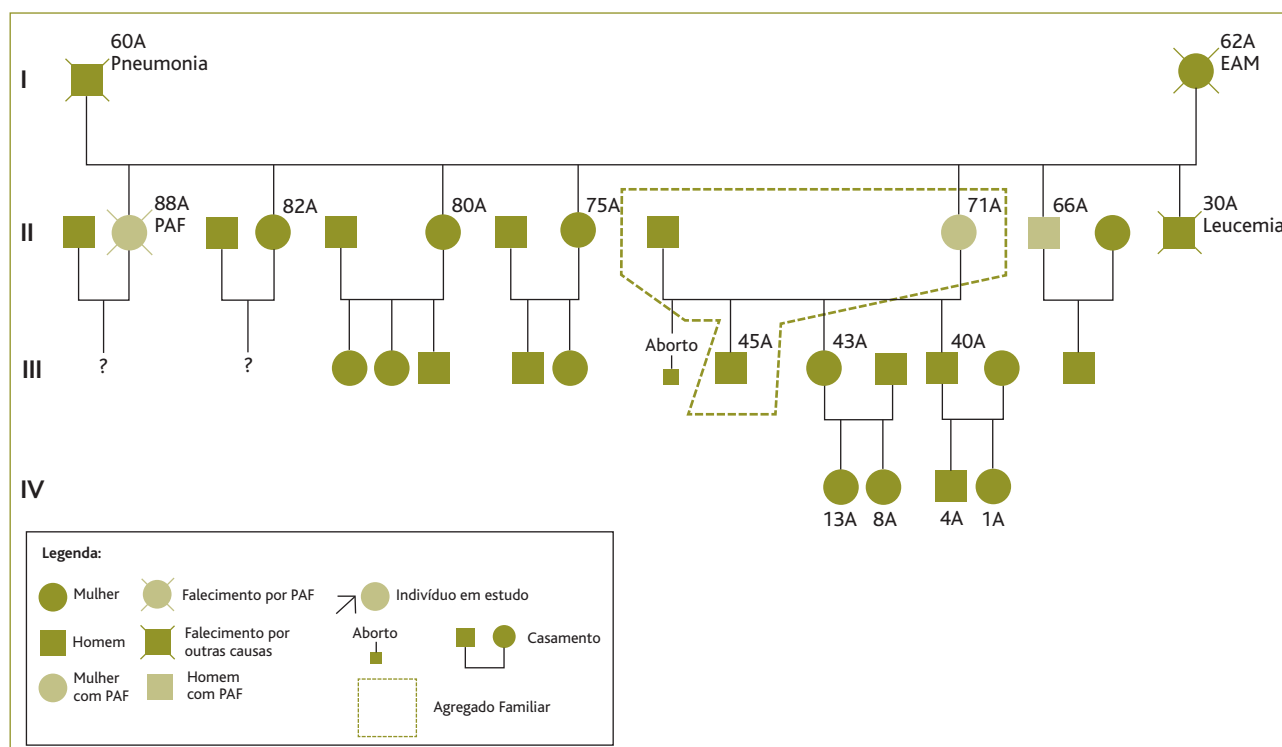 60A
Pneumonia
62A
EAM
I
88A
PAF
82A
80A
75A
71A
66A
30A
Leucemia
II
Aborto
45A
43A
40A
III
?
?
IV
13A
8A
4A
1A
Legenda:
Mulher
Falecimento por PAF
Indivíduo em estudo
Homem
Falecimento por
outras causas
Aborto
Casamento
Mulher
com PAF
Homem
com PAF
Agregado Familiar